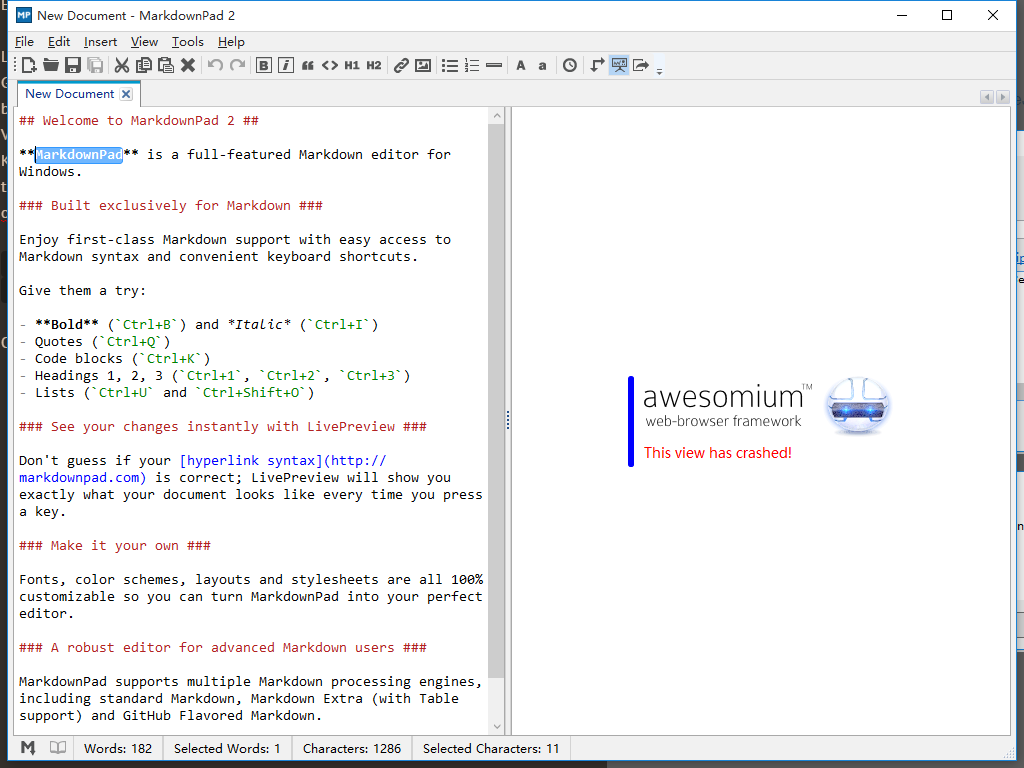 New Document - MarkdownPad 2
File Edit Insert View Tools Help
H1 H2 A a
New Document
## Welcome to MarkdownPad 2 ##
**MarkdownPad** is a full-featured Markdown editor for
Windows.
### Built exclusively for Markdown ###
Enjoy first-class Markdown support with easy access to
Markdown syntax and convenient keyboard shortcuts.
Give them a try:
- **Bold** (`Ctrl+B`) and *Italic* (`Ctrl+I`)
- Quotes (`Ctrl+Q`)
- Code blocks (`Ctrl+K`)
- Headings 1, 2, 3 (`Ctrl+1`, `Ctrl+2`, `Ctrl+3`)
- Lists (`Ctrl+U` and `Ctrl+Shift+O`)
### See your changes instantly with LivePreview ###
Don't guess if your [hyperlink syntax](http://
markdownpad.com) is correct; LivePreview will show you
exactly what your document looks like every time you press
a key.
### Make it your own ###
Fonts, color schemes, layouts and stylesheets are all 100%
customizable so you can turn MarkdownPad into your perfect
editor.
### A robust editor for advanced Markdown users ###
MarkdownPad supports multiple Markdown processing engines,
including standard Markdown, Markdown Extra (with Table
support) and GitHub Flavored Markdown.
awesomium™
web-browser framework
This view has crashed!
Words: 182 Selected Words: 1 Characters: 1286 Selected Characters: 11